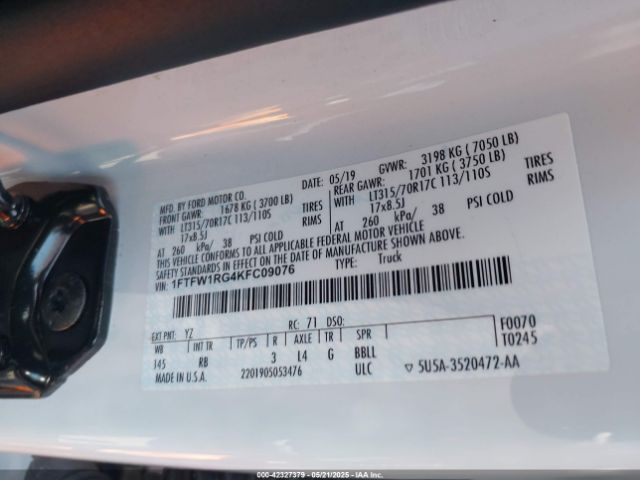 MFD. BY FORD MOTOR CO.
DATE: 05/19 GVWR: 3198 KG ( 7050 LB)
FRONT GAWR: 1678 KG ( 3700 LB) REAR GAWR: 1701 KG ( 3750 LB)
WITH LT315/70R17C 113/110S TIRES WITH LT315/70R17C 113/110S TIRES
17x8.5J RIMS 17x8.5J RIMS
AT 260 kPa/ 38 PSI COLD AT 260 kPa/ 38 PSI COLD
THIS VEHICLE CONFORMS TO ALL APPLICABLE FEDERAL MOTOR VEHICLE
SAFETY STANDARDS IN EFFECT ON THE DATE OF MANUFACTURE SHOWN ABOVE.
VIN: 1FTFW1RG4KFC09076 TYPE: Truck
EXT PNT: YZ RC: 71 DSO: F0070
WB INT TR TP/PS R AXLE TR SPR T0245
145 RB 3 L4 G BBLL
MADE IN U.S.A. 2201905053476 ULC ▽ 5U5A-3520472-AA
000-42327379 - 05/21/2025 - IAAI.COM